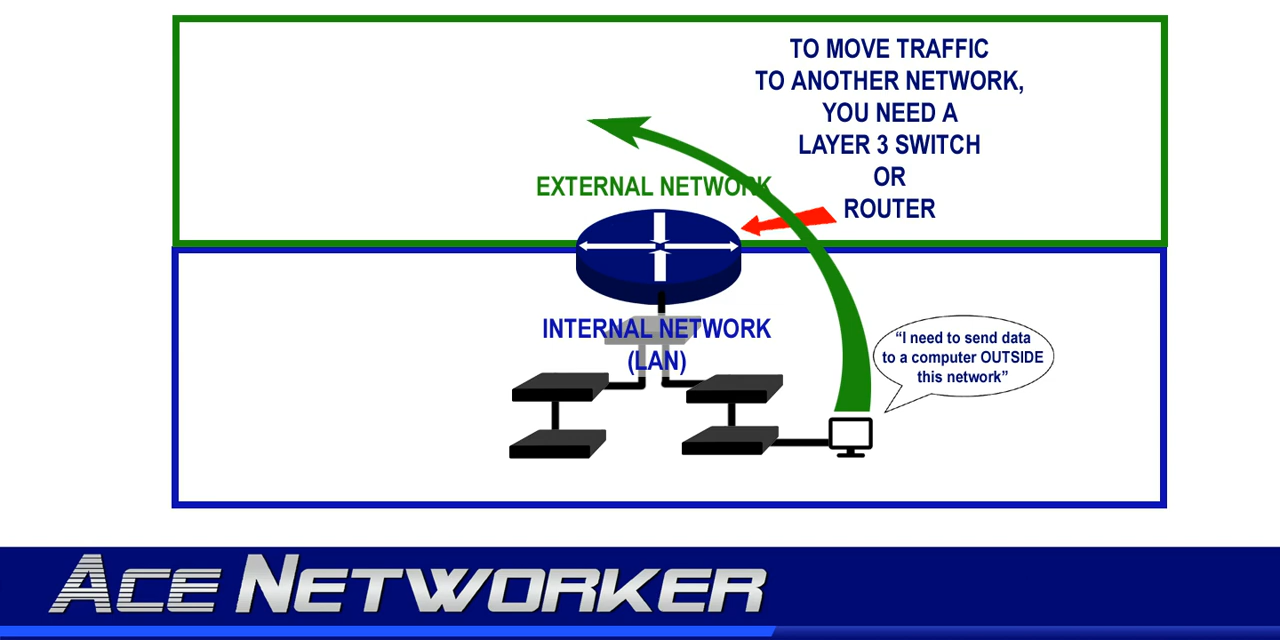 TO MOVE TRAFFIC
TO ANOTHER NETWORK,
YOU NEED A
LAYER 3 SWITCH
OR
ROUTER
EXTERNAL NETWORK
INTERNAL NETWORK
(LAN)
“I need to send data
to a computer OUTSIDE
this network”
ACE NETWORKER